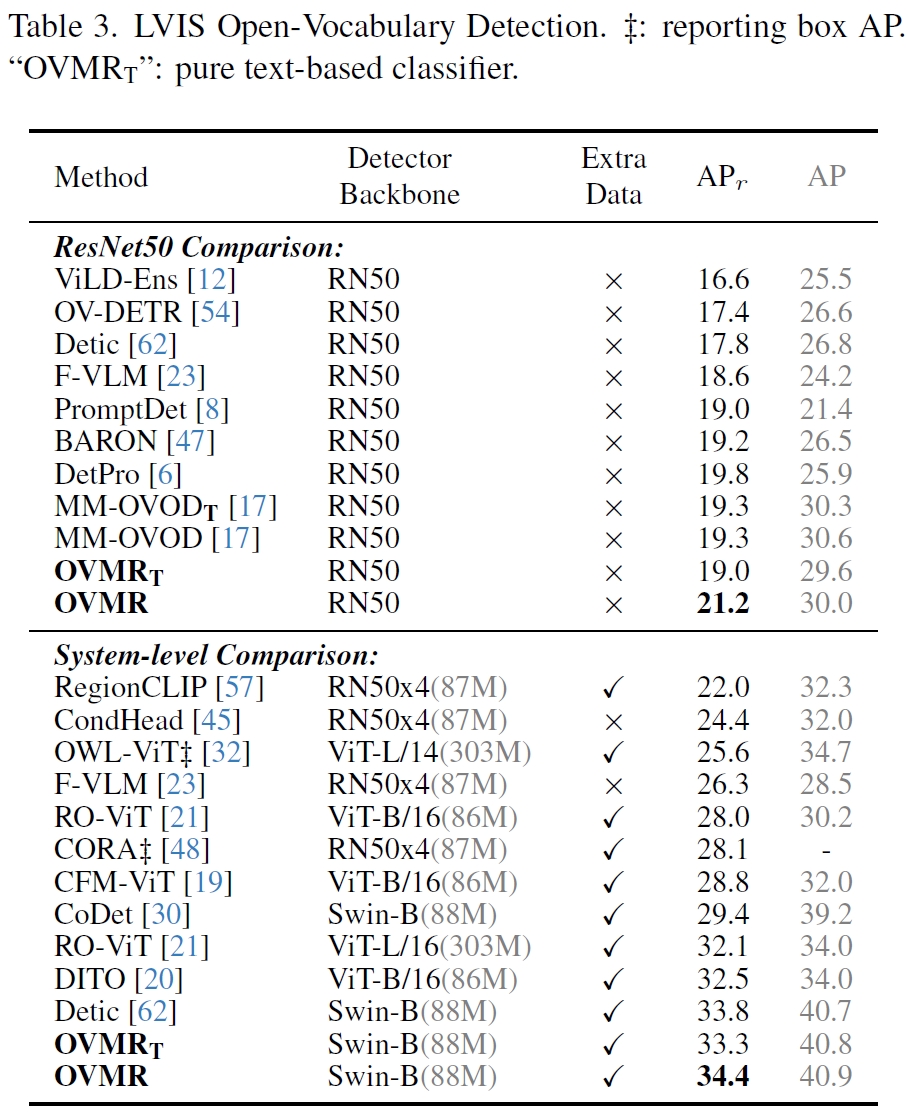 Table 3. LVIS Open-Vocabulary Detection. ‡: reporting box AP.
“OVMR_T”: pure text-based classifier.
Method Detector Backbone Extra Data AP_r AP
ResNet50 Comparison:
ViLD-Ens [12] RN50 × 16.6 25.5
OV-DETR [54] RN50 × 17.4 26.6
Detic [62] RN50 × 17.8 26.8
F-VLM [23] RN50 × 18.6 24.2
PromptDet [8] RN50 × 19.0 21.4
BARON [47] RN50 × 19.2 26.5
DetPro [6] RN50 × 19.8 25.9
MM-OVOD_T [17] RN50 × 19.3 30.3
MM-OVOD [17] RN50 × 19.3 30.6
OVMR_T RN50 × 19.0 29.6
OVMR RN50 × 21.2 30.0
System-level Comparison:
RegionCLIP [57] RN50x4(87M) ✓ 22.0 32.3
CondHead [45] RN50x4(87M) × 24.4 32.0
OWL-ViT‡ [32] ViT-L/14(303M) ✓ 25.6 34.7
F-VLM [23] RN50x4(87M) × 26.3 28.5
RO-ViT [21] ViT-B/16(86M) ✓ 28.0 30.2
CORA‡ [48] RN50x4(87M) ✓ 28.1 -
CFM-ViT [19] ViT-B/16(86M) ✓ 28.8 32.0
CoDet [30] Swin-B(88M) ✓ 29.4 39.2
RO-ViT [21] ViT-L/16(303M) ✓ 32.1 34.0
DITO [20] ViT-B/16(86M) ✓ 32.5 34.0
Detic [62] Swin-B(88M) ✓ 33.8 40.7
OVMR_T Swin-B(88M) ✓ 33.3 40.8
OVMR Swin-B(88M) ✓ 34.4 40.9